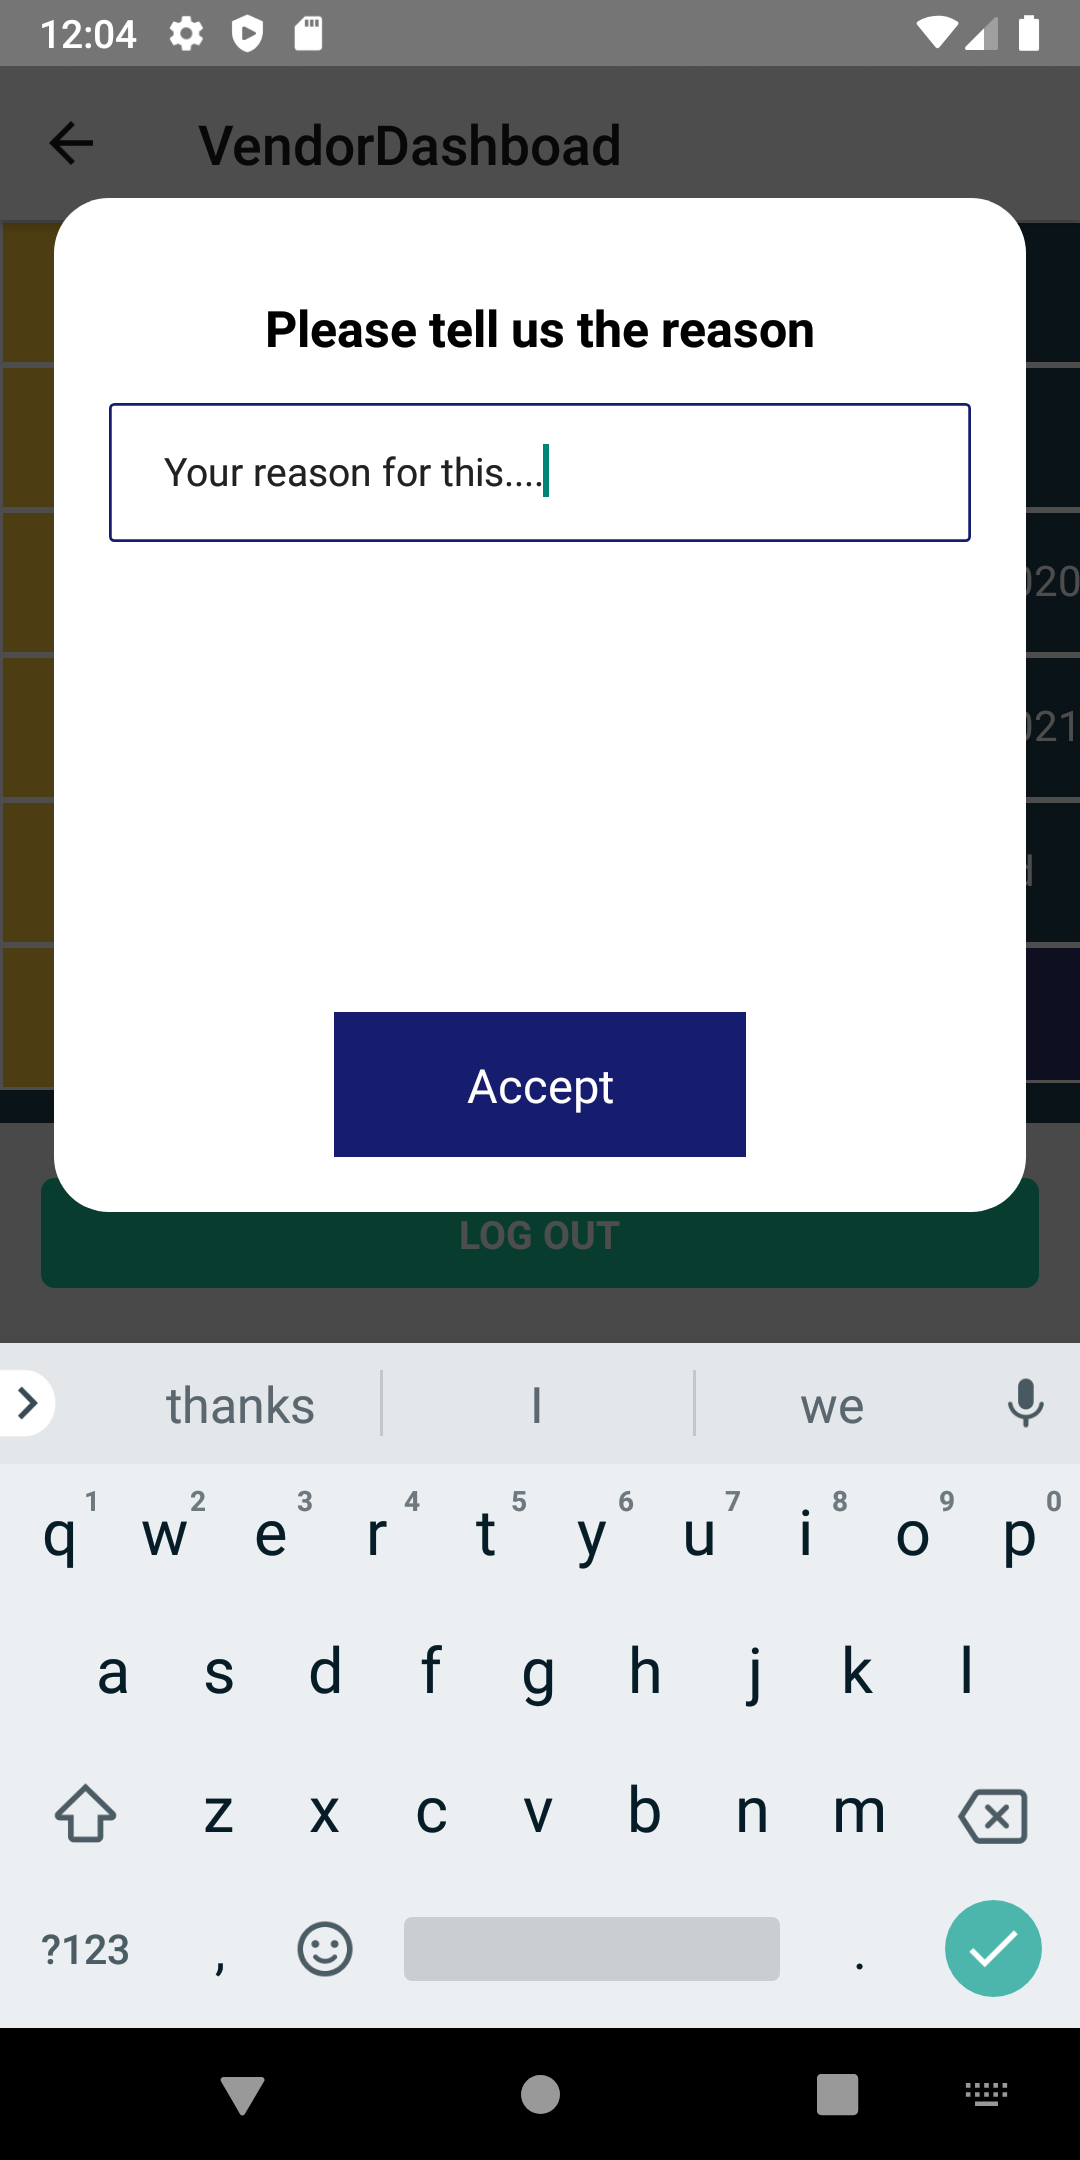 12:04
VendorDashboad
Please tell us the reason
Your reason for this....
020
021
d
Accept
LOG OUT
thanks I we
1 2 3 4 5 6 7 8 9 0
q w e r t y u i o p
a s d f g h j k l
z x c v b n m
?123 , .